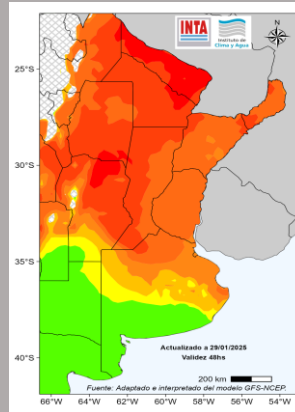 INTA
Instituto de
Clima y Agua
N
25°S
30°S
35°S
40°S
Actualizado a 29/01/2025
Validez 48hs
200 km
Fuente: Adaptado e interpretado del modelo GFS-NCEP.
66°W 64°W 62°W 60°W 58°W 56°W 54°W